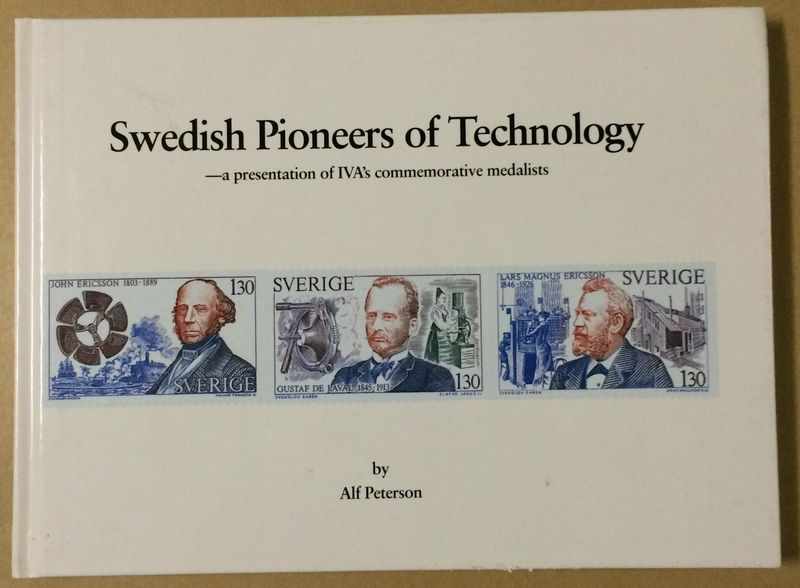 Swedish Pioneers of Technology
—a presentation of IVA's commemorative medalists
JOHN ERICSSON 1803-1889
130
SVERIGE
SVERIGE
GUSTAF DE LAVAL 1845-1913
130
LARS MAGNUS ERICSSON
1846-1926
SVERIGE
130
by
Alf Peterson